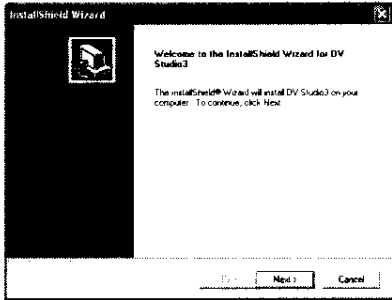 InstallShield Wizard
Welcome to the InstallShield Wizard for DV
Studio3
The InstallShield® Wizard will install DV Studio3 on your
computer. To continue, click Next
Next >
Cancel